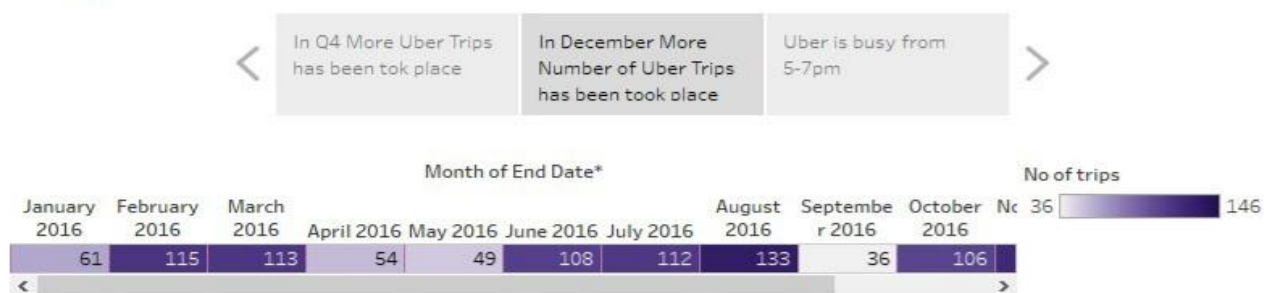 In Q4 More Uber Trips
has been tok place
In December More
Number of Uber Trips
has been took place
Uber is busy from
5-7pm
Month of End Date*
No of trips
36 146
January 2016 February 2016 March 2016 April 2016 May 2016 June 2016 July 2016 August 2016 Septembe r 2016 October 2016
61 115 113 54 49 108 112 133 36 106